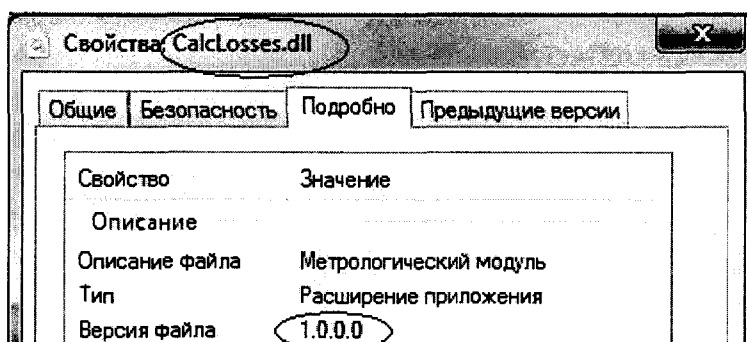 Свойства: CalcLosses.dll
Общие Безопасность Подробно Предыдущие версии
Свойство Значение
Описание
Описание файла Метрологический модуль
Тип Расширение приложения
Версия файла 1.0.0.0